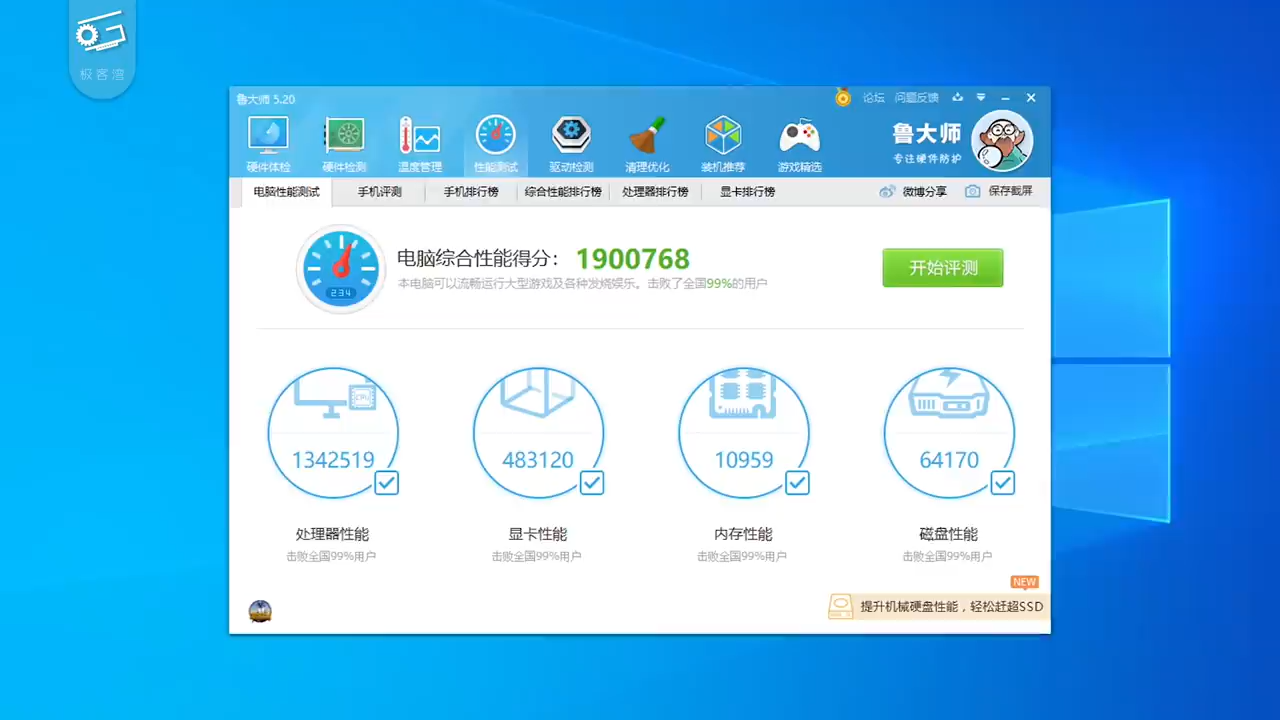 极客湾
鲁大师 5.20
论坛
问题反馈
硬件体检
硬件检测
温度管理
性能测试
驱动检测
清理优化
装机推荐
游戏精选
鲁大师
专注硬件防护
电脑性能测试
手机评测
手机排行榜
综合性能排行榜
处理器排行榜
显卡排行榜
微博分享
保存截屏
234
电脑综合性能得分： 1900768
本电脑可以流畅运行大型游戏及各种发烧娱乐。击败了全国99%的用户
开始评测
CPU
1342519
483120
10959
64170
处理器性能
显卡性能
内存性能
磁盘性能
击败全国99%用户
击败全国99%用户
击败全国99%用户
击败全国99%用户
NEW
提升机械硬盘性能，轻松赶超SSD